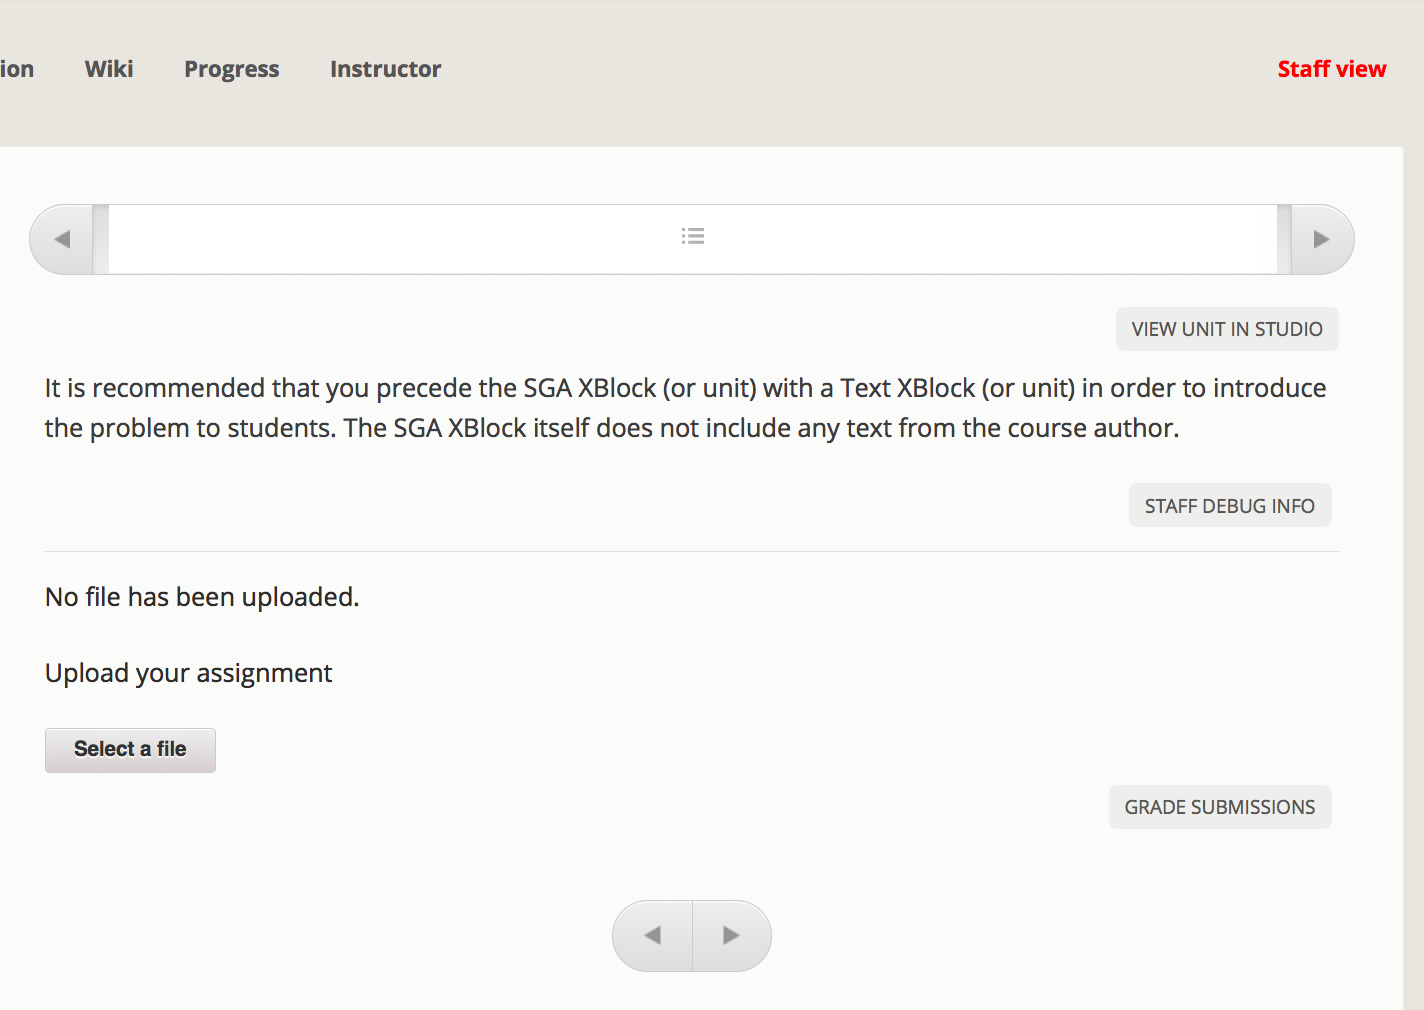 ion Wiki Progress Instructor Staff view
VIEW UNIT IN STUDIO
It is recommended that you precede the SGA XBlock (or unit) with a Text XBlock (or unit) in order to introduce
the problem to students. The SGA XBlock itself does not include any text from the course author.
STAFF DEBUG INFO
No file has been uploaded.
Upload your assignment
Select a file
GRADE SUBMISSIONS